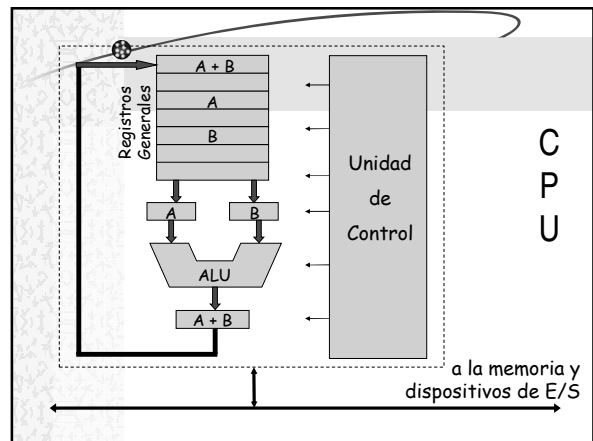 A + B
A
B
Registros
Generales
A
B
ALU
A + B
Unidad
de
Control
C
P
U
a la memoria y
dispositivos de E/S